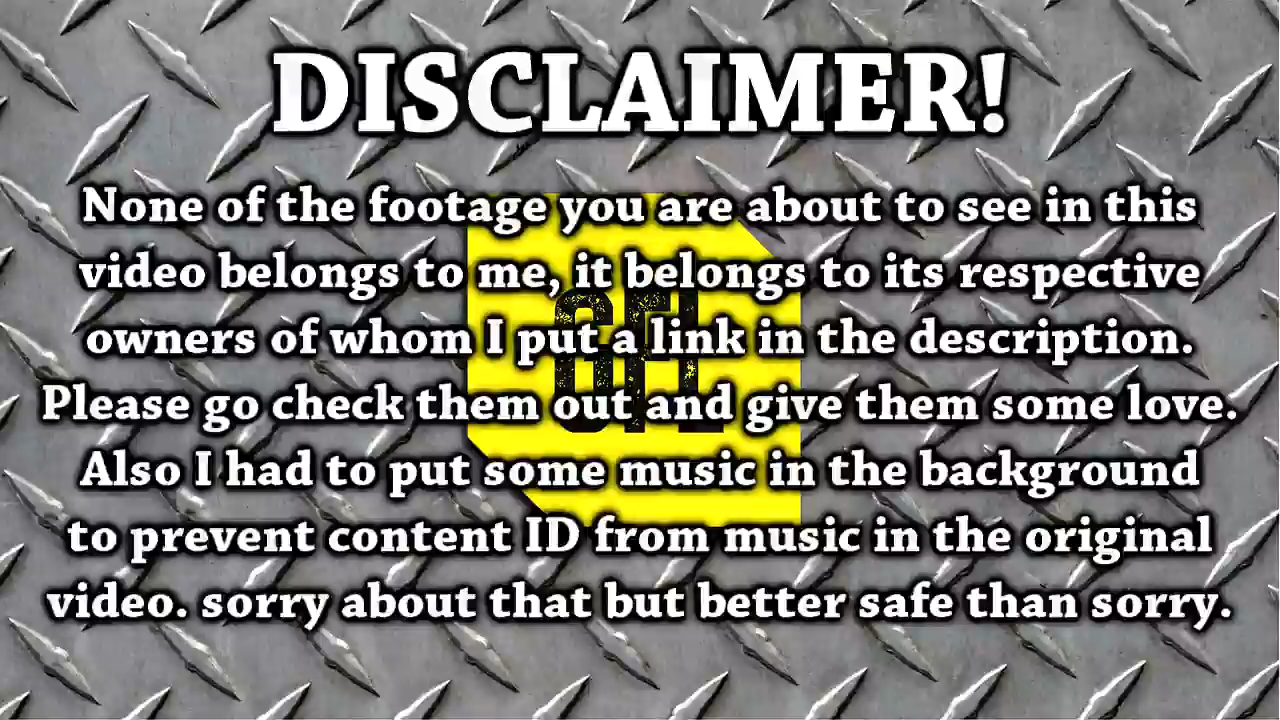 DISCLAIMER!
None of the footage you are about to see in this
video belongs to me, it belongs to its respective
owners of whom I put a link in the description.
Please go check them out and give them some love.
Also I had to put some music in the background
to prevent content ID from music in the original
video. sorry about that but better safe than sorry.